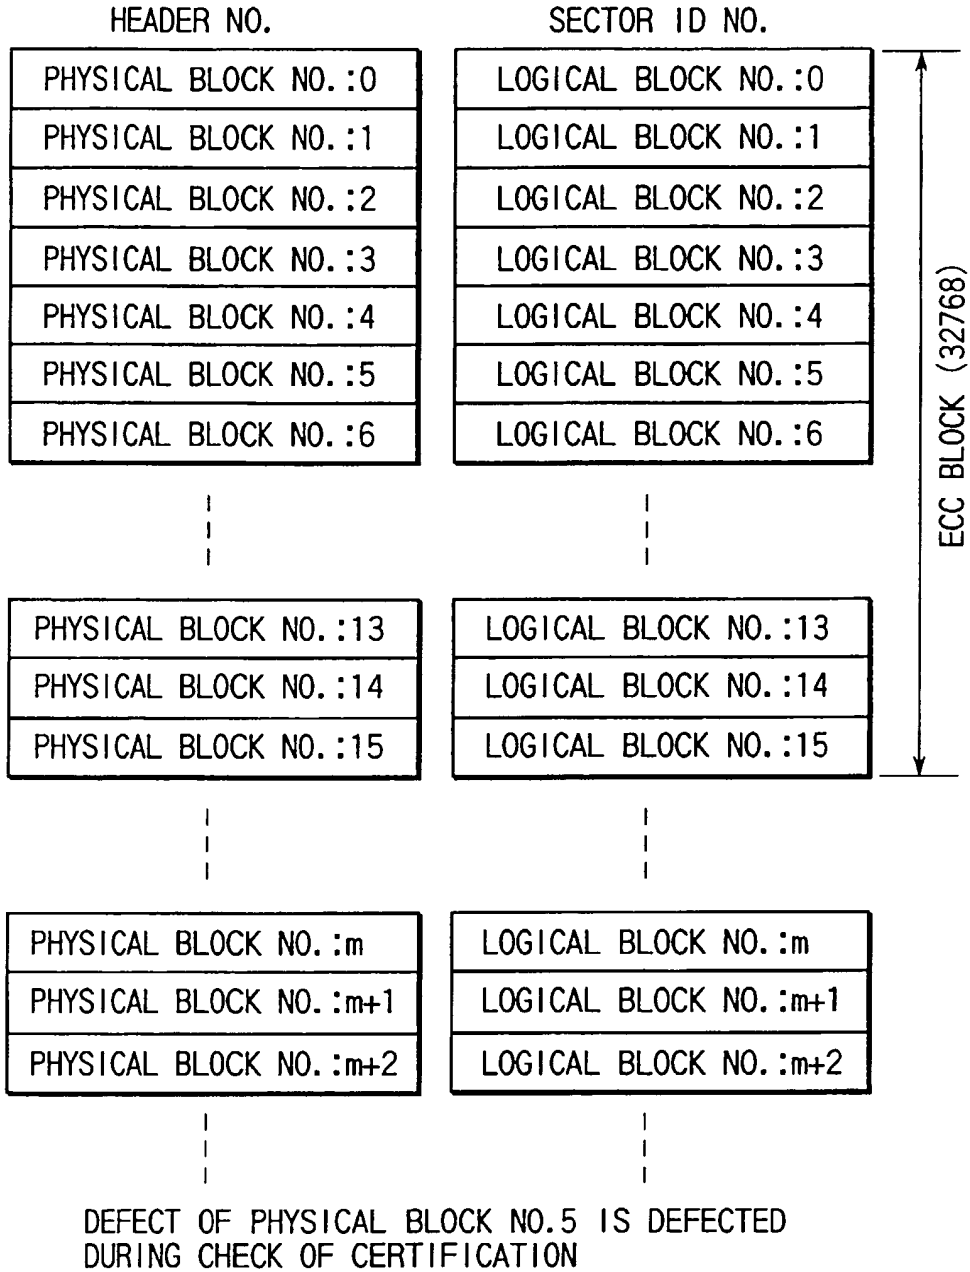 HEADER NO.
SECTOR ID NO.
PHYSICAL BLOCK NO.:0
LOGICAL BLOCK NO.:0
PHYSICAL BLOCK NO.:1
LOGICAL BLOCK NO.:1
PHYSICAL BLOCK NO.:2
LOGICAL BLOCK NO.:2
PHYSICAL BLOCK NO.:3
LOGICAL BLOCK NO.:3
PHYSICAL BLOCK NO.:4
LOGICAL BLOCK NO.:4
PHYSICAL BLOCK NO.:5
LOGICAL BLOCK NO.:5
PHYSICAL BLOCK NO.:6
LOGICAL BLOCK NO.:6
ECC BLOCK (32768)
PHYSICAL BLOCK NO.:13
LOGICAL BLOCK NO.:13
PHYSICAL BLOCK NO.:14
LOGICAL BLOCK NO.:14
PHYSICAL BLOCK NO.:15
LOGICAL BLOCK NO.:15
PHYSICAL BLOCK NO.:m
LOGICAL BLOCK NO.:m
PHYSICAL BLOCK NO.:m+1
LOGICAL BLOCK NO.:m+1
PHYSICAL BLOCK NO.:m+2
LOGICAL BLOCK NO.:m+2
DEFECT OF PHYSICAL BLOCK NO.5 IS DEFECTED
DURING CHECK OF CERTIFICATION